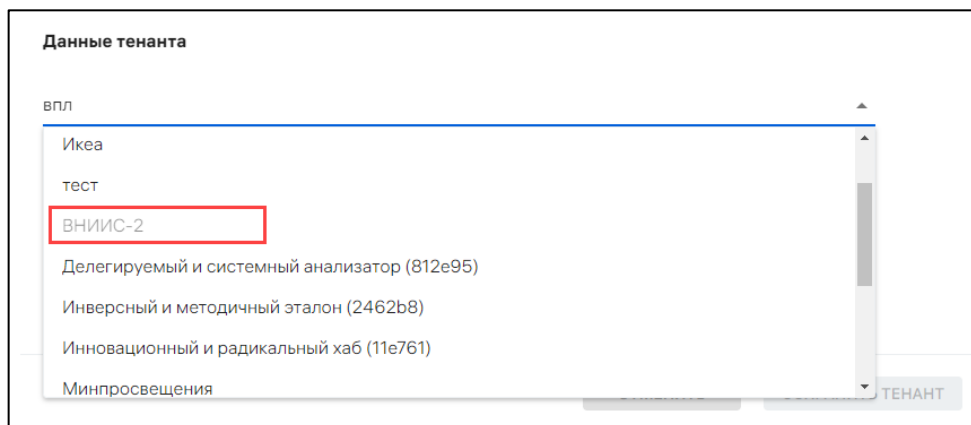 Данные тенанта
впл
Икеа
тест
ВНИИС-2
Делегируемый и системный анализатор (812e95)
Инверсный и методичный эталон (2462b8)
Инновационный и радикальный хаб (11e761)
Минпросвещения
ТЕНАНТ